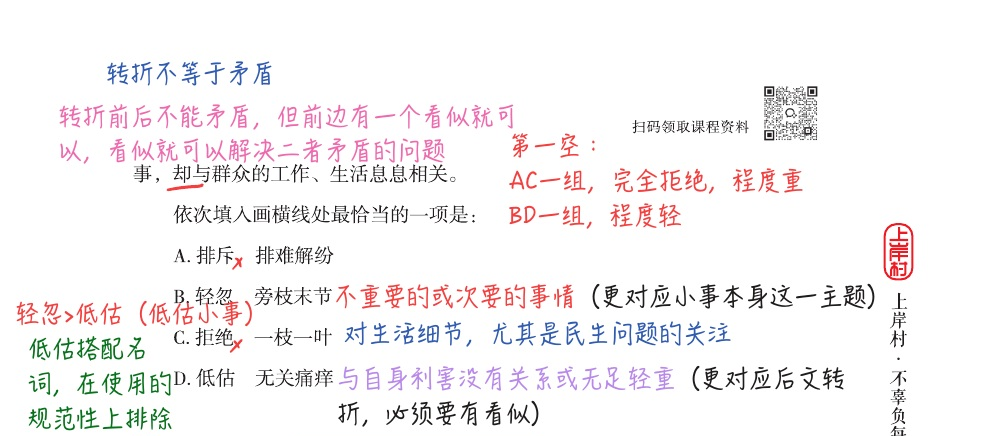 转折不等于矛盾
转折前后不能矛盾，但前边有一个看似就可
以，看似就可以解决二者矛盾的问题
扫码领取课程资料
事，却与群众的工作、生活息息相关。
第一空：
AC一组，完全拒绝，程度重
BD一组，程度轻
依次填入画横线处最恰当的一项是：
A. 排斥 排难解纷
B. 轻忽 旁枝末节 不重要的或次要的事情（更对应小事本身这一主题）
轻忽>低估（低估小事）
C. 拒绝 一枝一叶 对生活细节，尤其是民生问题的关注
低估搭配名
词，在使用的
规范性上排除
D. 低估 无关痛痒 与自身利害没有关系或无足轻重（更对应后文转
折，必须要有看似）
上岸村
上岸村·不辜负每